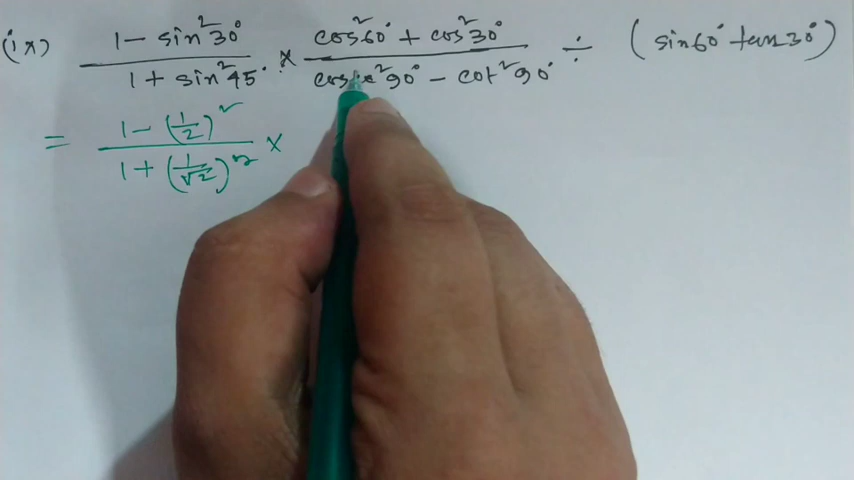 (ix) (1 - sin²30°)/(1 + sin²45°) × (cos²60° + cos²30°)/(cosec²90° - cot²90°) ÷ (sin60° tan30°)
= (1 - (1/2)²)/(1 + (1/√2)²) ×